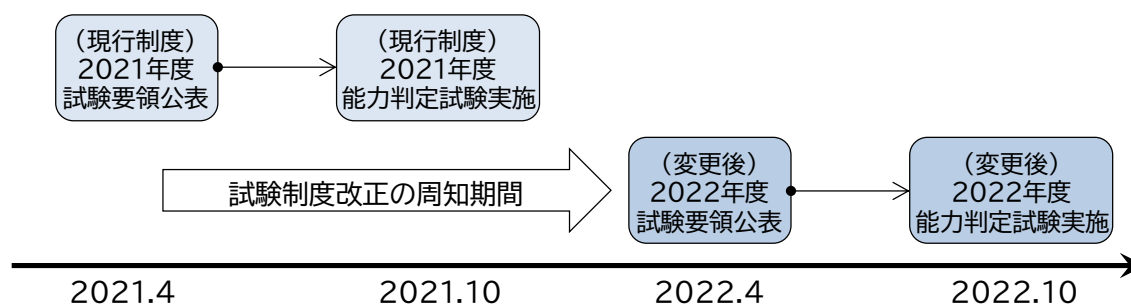 (現行制度)
2021年度
試験要領公表
(現行制度)
2021年度
能力判定試験実施
試験制度改正の周知期間
(変更後)
2022年度
試験要領公表
(変更後)
2022年度
能力判定試験実施
2021.4
2021.10
2022.4
2022.10